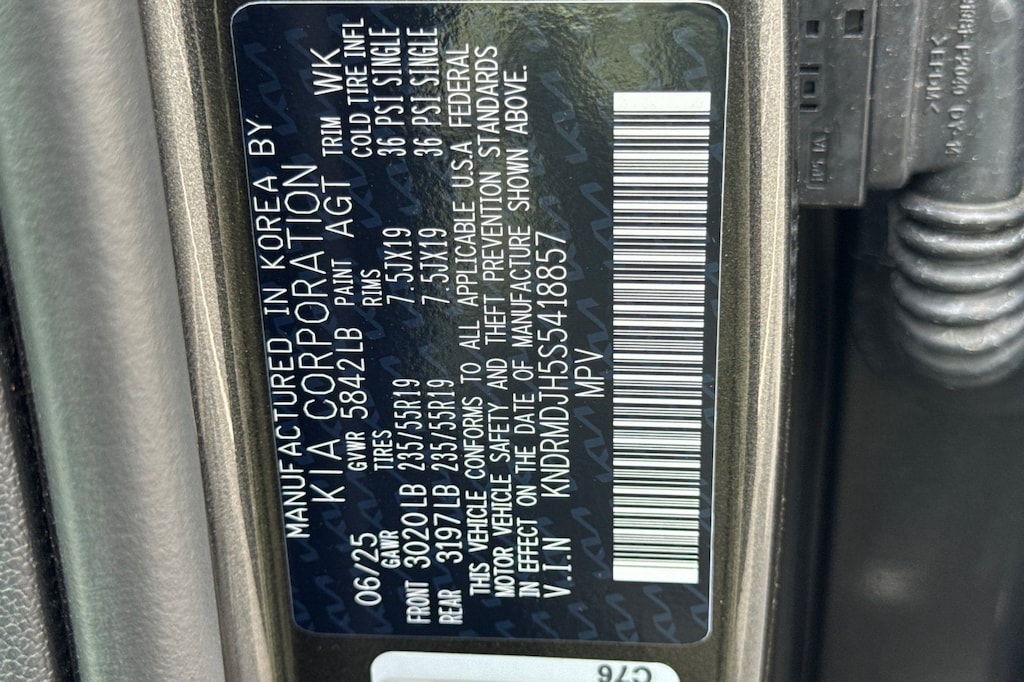 MANUFACTURED IN KOREA BY
KIA CORPORATION
06/25 GVWR 5842LB PAINT AGT TRIM WK
GAWR TIRES RIMS COLD TIRE INFL
FRONT 3020LB 235/55R19 7.5JX19 36 PSI SINGLE
REAR 3197LB 235/55R19 7.5JX19 36 PSI SINGLE
THIS VEHICLE CONFORMS TO ALL APPLICABLE U.S.A FEDERAL
MOTOR VEHICLE SAFETY AND THEFT PREVENTION STANDARDS
IN EFFECT ON THE DATE OF MANUFACTURE SHOWN ABOVE.
V.I.N KNDRMDJH5S5418857
MPV
C76